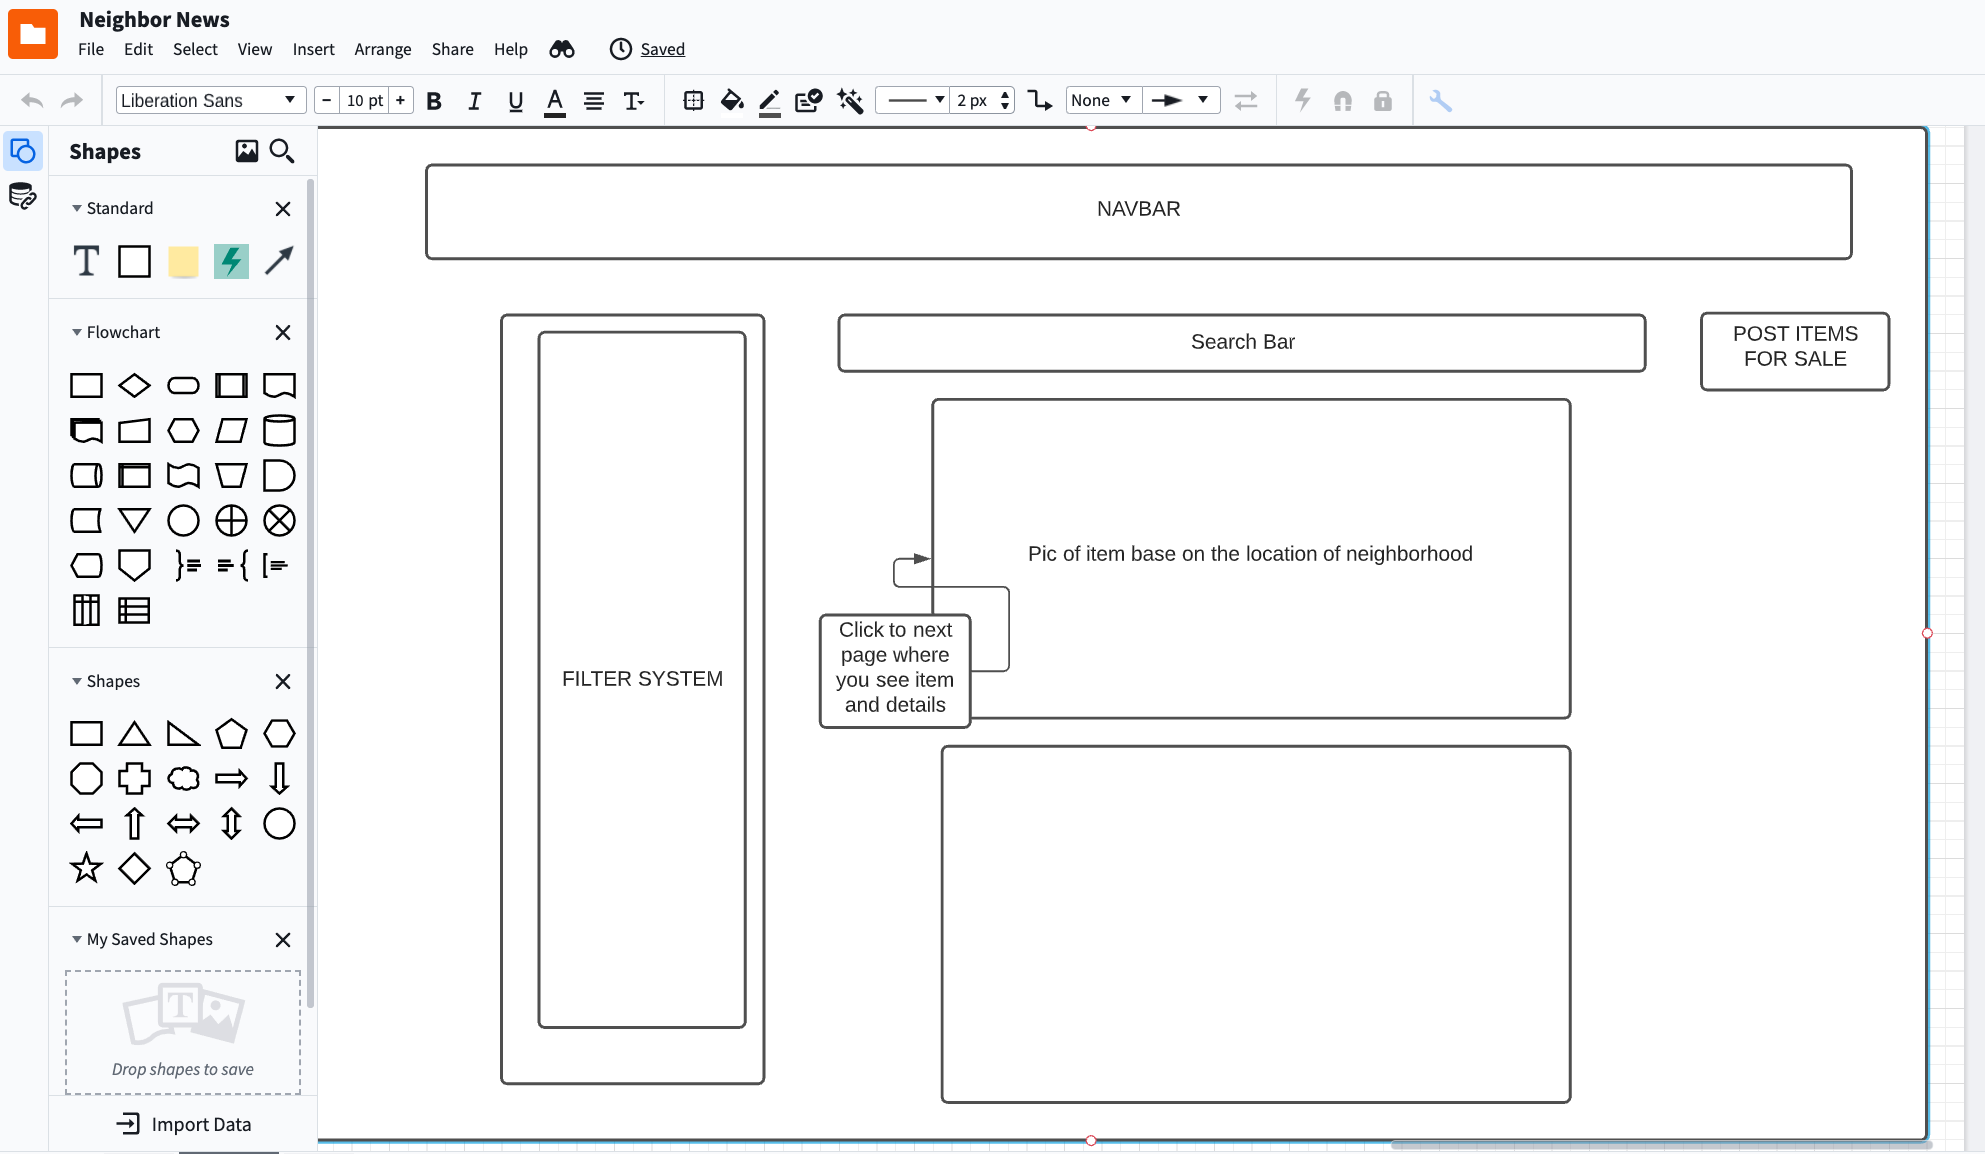 Neighbor News
File Edit Select View Insert Arrange Share Help Saved
Liberation Sans - 10 pt + B I U A T 2 px None
Shapes
Standard
T
Flowchart
Shapes
My Saved Shapes
T
Drop shapes to save
Import Data
NAVBAR
Search Bar
POST ITEMS
FOR SALE
FILTER SYSTEM
Pic of item base on the location of neighborhood
Click to next
page where
you see item
and details